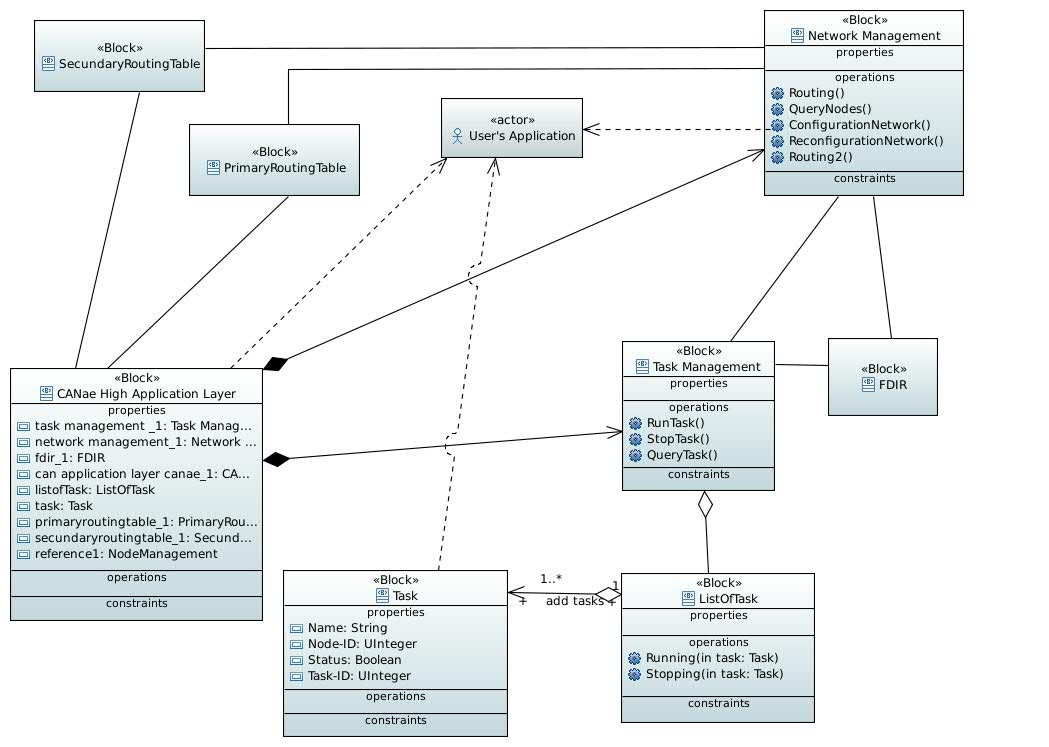 «Block»
SecundaryRoutingTable
«Block»
PrimaryRoutingTable
«actor»
User's Application
«Block»
Network Management
properties
operations
Routing()
QueryNodes()
ConfigurationNetwork()
ReconfigurationNetwork()
Routing2()
constraints
«Block»
CANae High Application Layer
properties
task management _1: Task Manag...
network management_1: Network ...
fdir_1: FDIR
can application layer canae_1: CA...
listofTask: ListOfTask
task: Task
primaryroutingtable_1: PrimaryRou...
secundaryroutingtable_1: Secund...
reference1: NodeManagement
operations
constraints
«Block»
Task Management
properties
operations
RunTask()
StopTask()
QueryTask()
constraints
«Block»
FDIR
«Block»
Task
properties
Name: String
Node-ID: UInteger
Status: Boolean
Task-ID: UInteger
operations
constraints
1..* 1
+ add tasks +
«Block»
ListOfTask
properties
operations
Running(in task: Task)
Stopping(in task: Task)
constraints